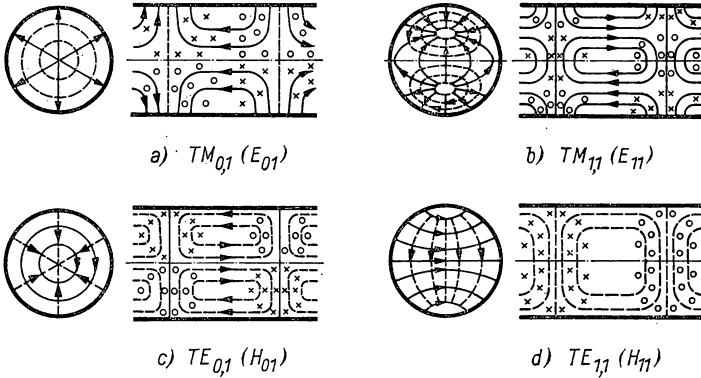 a) TM0,1 (E01)
b) TM1,1 (E11)
c) TE0,1 (H01)
d) TE1,1 (H11)